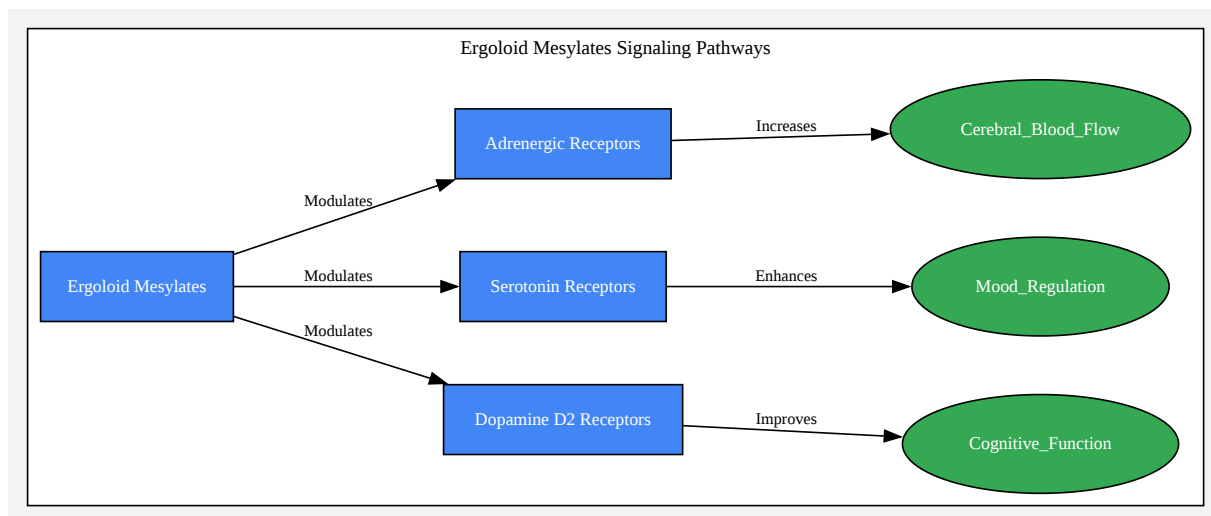 Ergoloid Mesylates Signaling Pathways
Adrenergic Receptors
Increases
Cerebral_Blood_Flow
Modulates
Ergoloid Mesylates
Modulates
Serotonin Receptors
Enhances
Mood_Regulation
Modulates
Dopamine D2 Receptors
Improves
Cognitive_Function